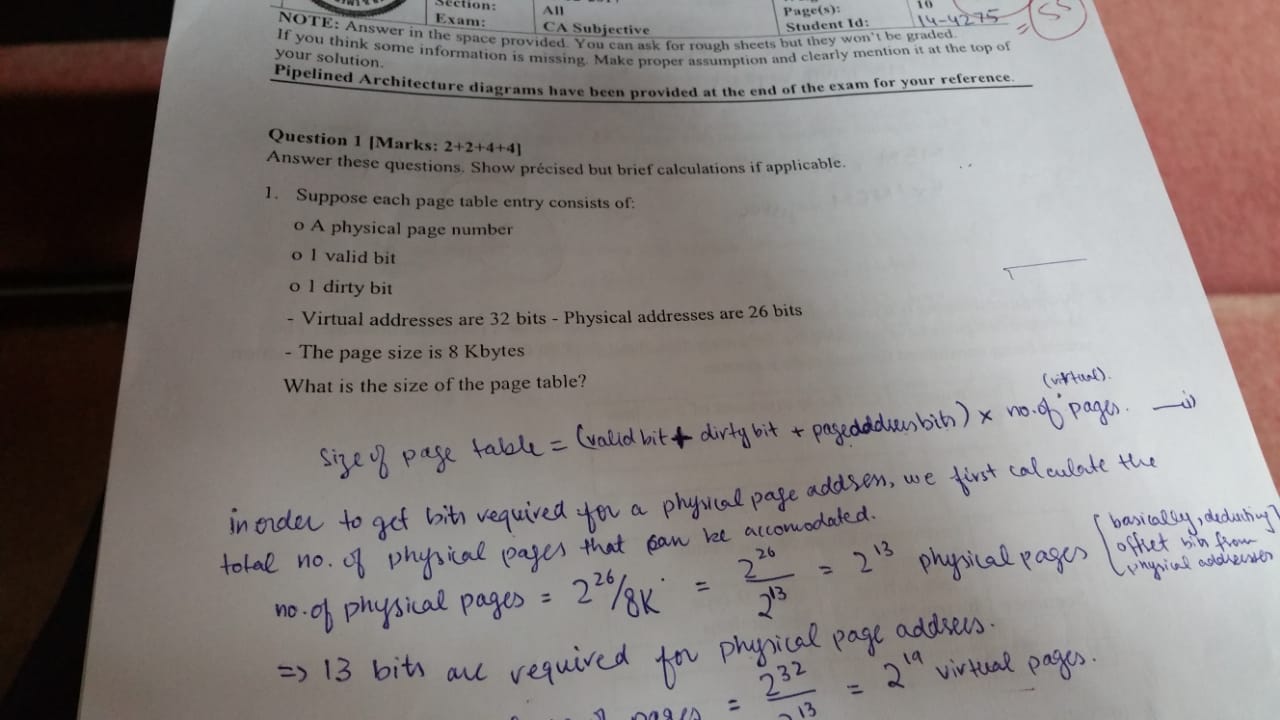 Section:
All
Page(s):
10
Exam:
CA Subjective
Student Id:
14-4275
55
NOTE: Answer in the space provided. You can ask for rough sheets but they won't be graded.
If you think some information is missing. Make proper assumption and clearly mention it at the top of
your solution.
Pipelined Architecture diagrams have been provided at the end of the exam for your reference.
Question 1 [Marks: 2+2+4+4]
Answer these questions. Show précised but brief calculations if applicable.
1. Suppose each page table entry consists of:
o A physical page number
o 1 valid bit
o 1 dirty bit
- Virtual addresses are 32 bits - Physical addresses are 26 bits
- The page size is 8 Kbytes
What is the size of the page table?
(virtual).
size of page table = (valid bit + dirty bit + page address bits) × no. of pages. —i)
in order to get bits required for a physical page address, we first calculate the
total no. of physical pages that can be accomodated.
no. of physical pages = 2^26/8K = 2^26/2^13 = 2^13 physical pages
[basically, deducting
offset bits from
physical addresses]
=> 13 bits are required for physical page address.
pages = 2^32/2^13 = 2^19 virtual pages.